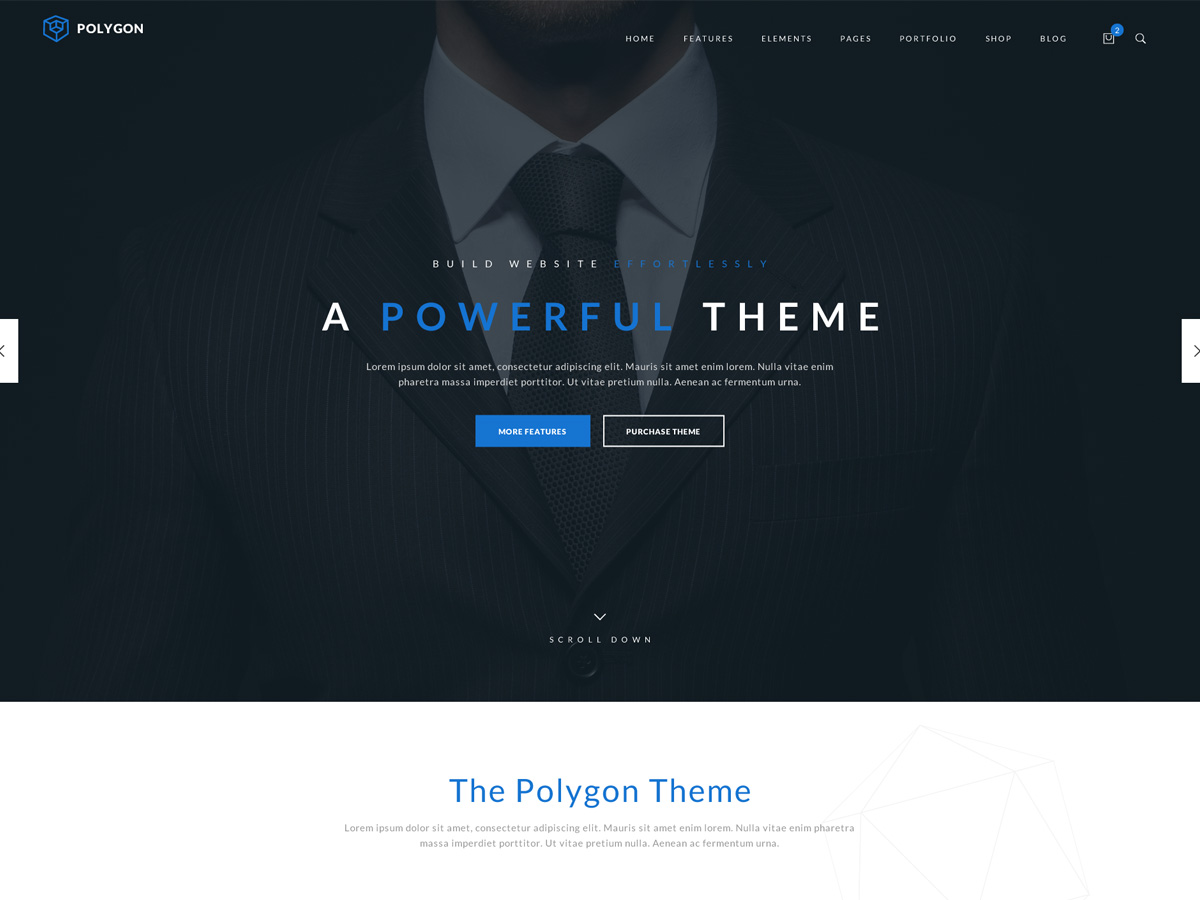 POLYGON
HOME FEATURES ELEMENTS PAGES PORTFOLIO SHOP BLOG 2
BUILD WEBSITE EFFORTLESSLY
A POWERFUL THEME
Lorem ipsum dolor sit amet, consectetur adipiscing elit. Mauris sit amet enim lorem. Nulla vitae enim
pharetra massa imperdiet porttitor. Ut vitae pretium nulla. Aenean ac fermentum urna.
MORE FEATURES PURCHASE THEME
SCROLL DOWN
The Polygon Theme
Lorem ipsum dolor sit amet, consectetur adipiscing elit. Mauris sit amet enim lorem. Nulla vitae enim pharetra
massa imperdiet porttitor. Ut vitae pretium nulla. Aenean ac fermentum urna.